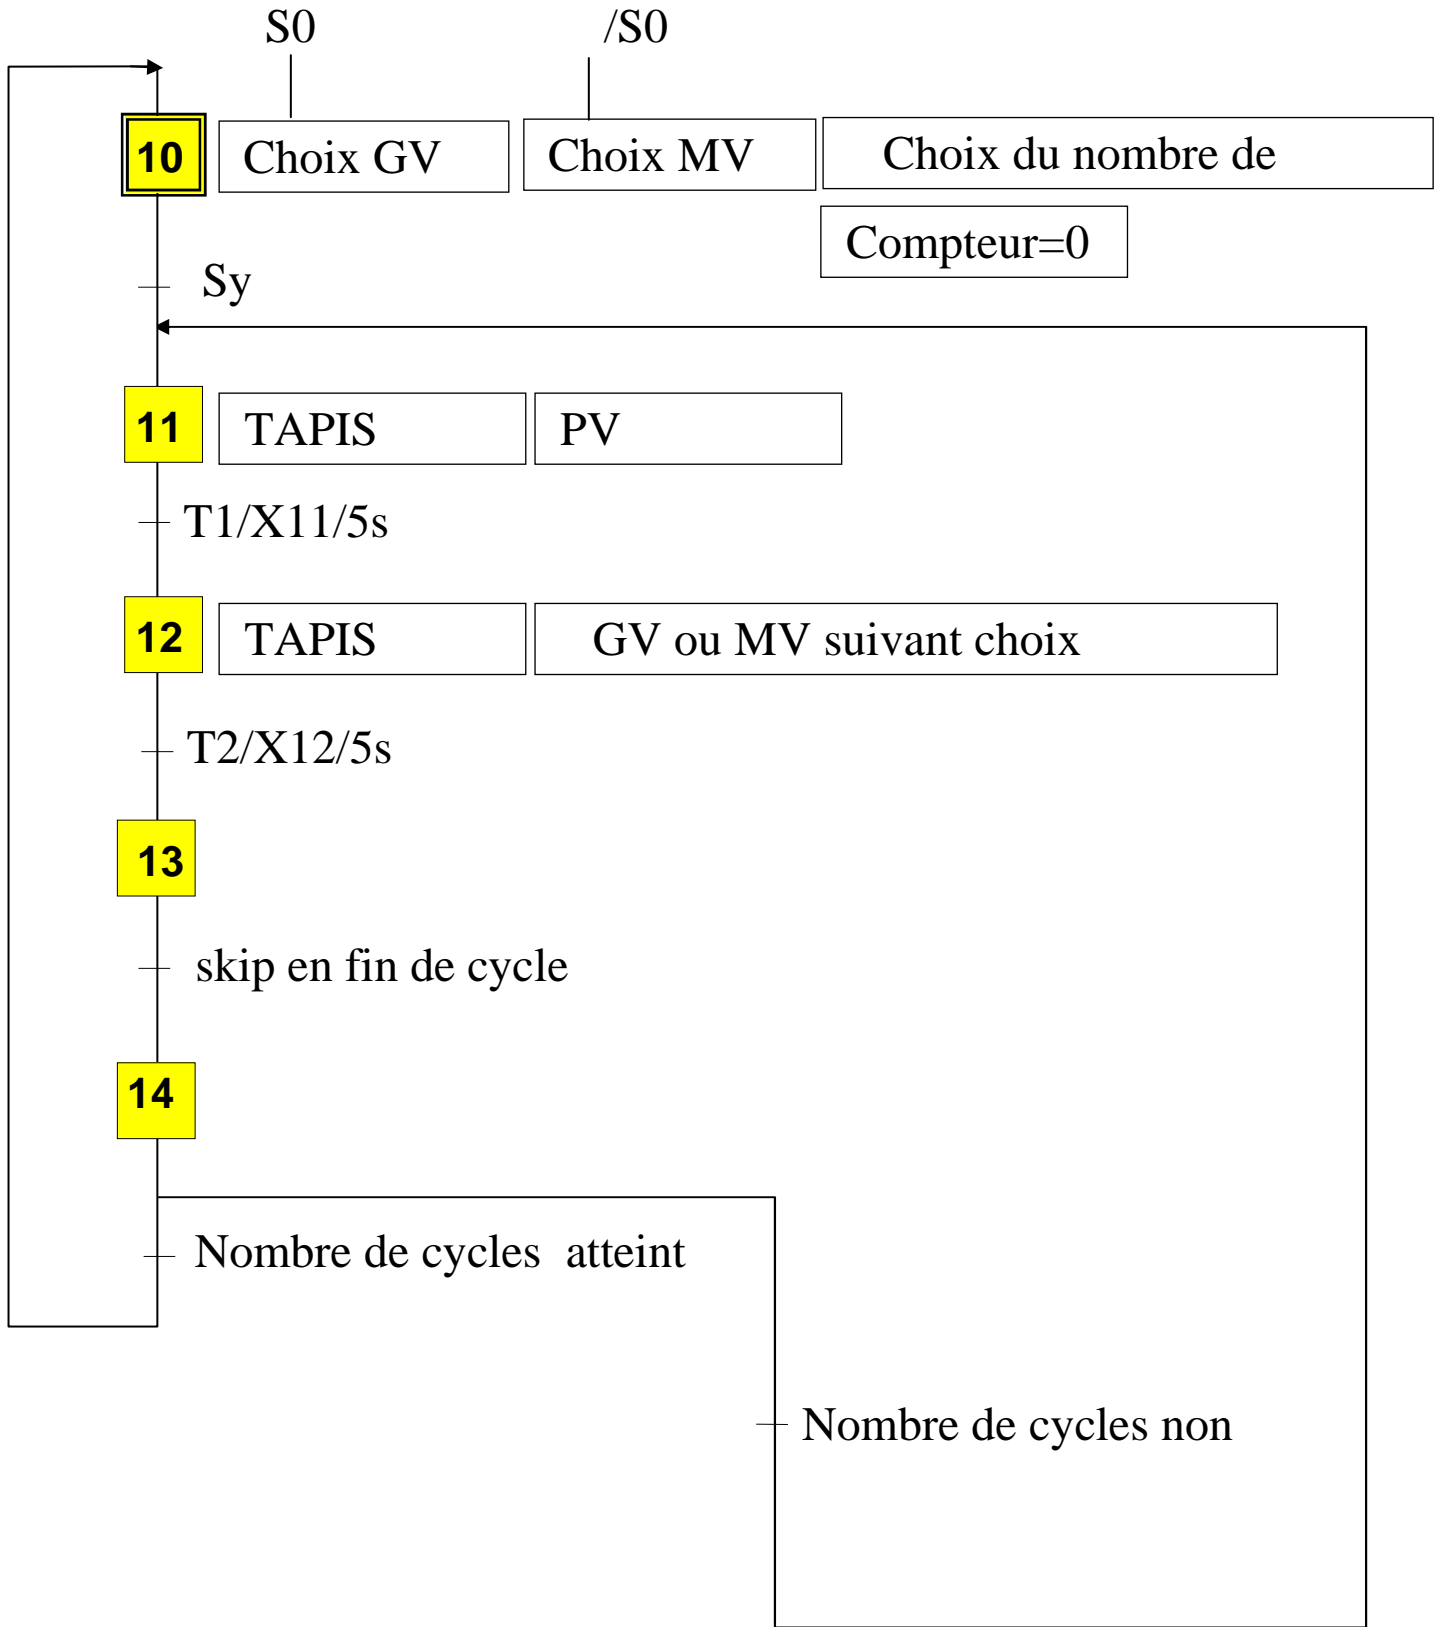 S0 /S0
10 Choix GV Choix MV Choix du nombre de
Compteur=0
Sy
11 TAPIS PV
T1/X11/5s
12 TAPIS GV ou MV suivant choix
T2/X12/5s
13
skip en fin de cycle
14
Nombre de cycles atteint
Nombre de cycles non